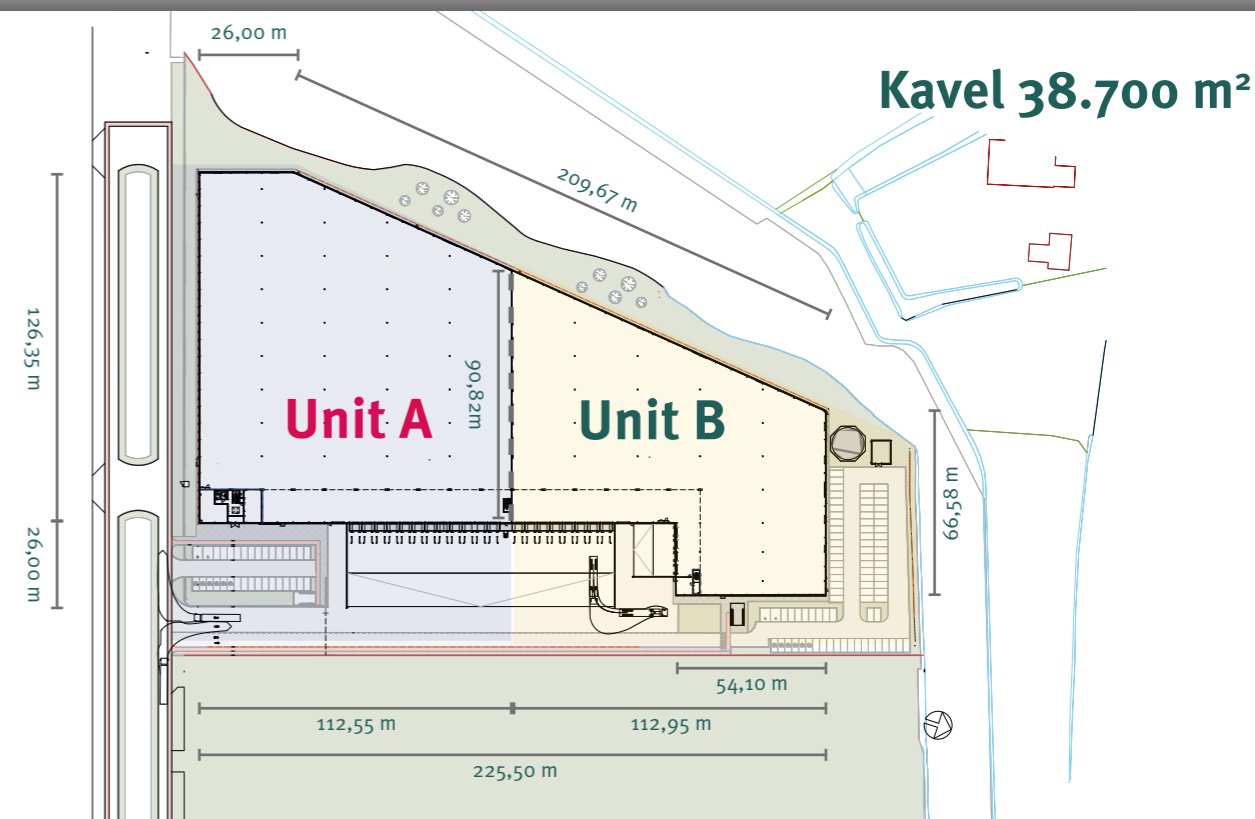 26,00 m
Kavel 38.700 m²
209,67 m
126,35 m
90,82m
Unit A
Unit B
66,58 m
26,00 m
54,10 m
112,55 m
112,95 m
225,50 m